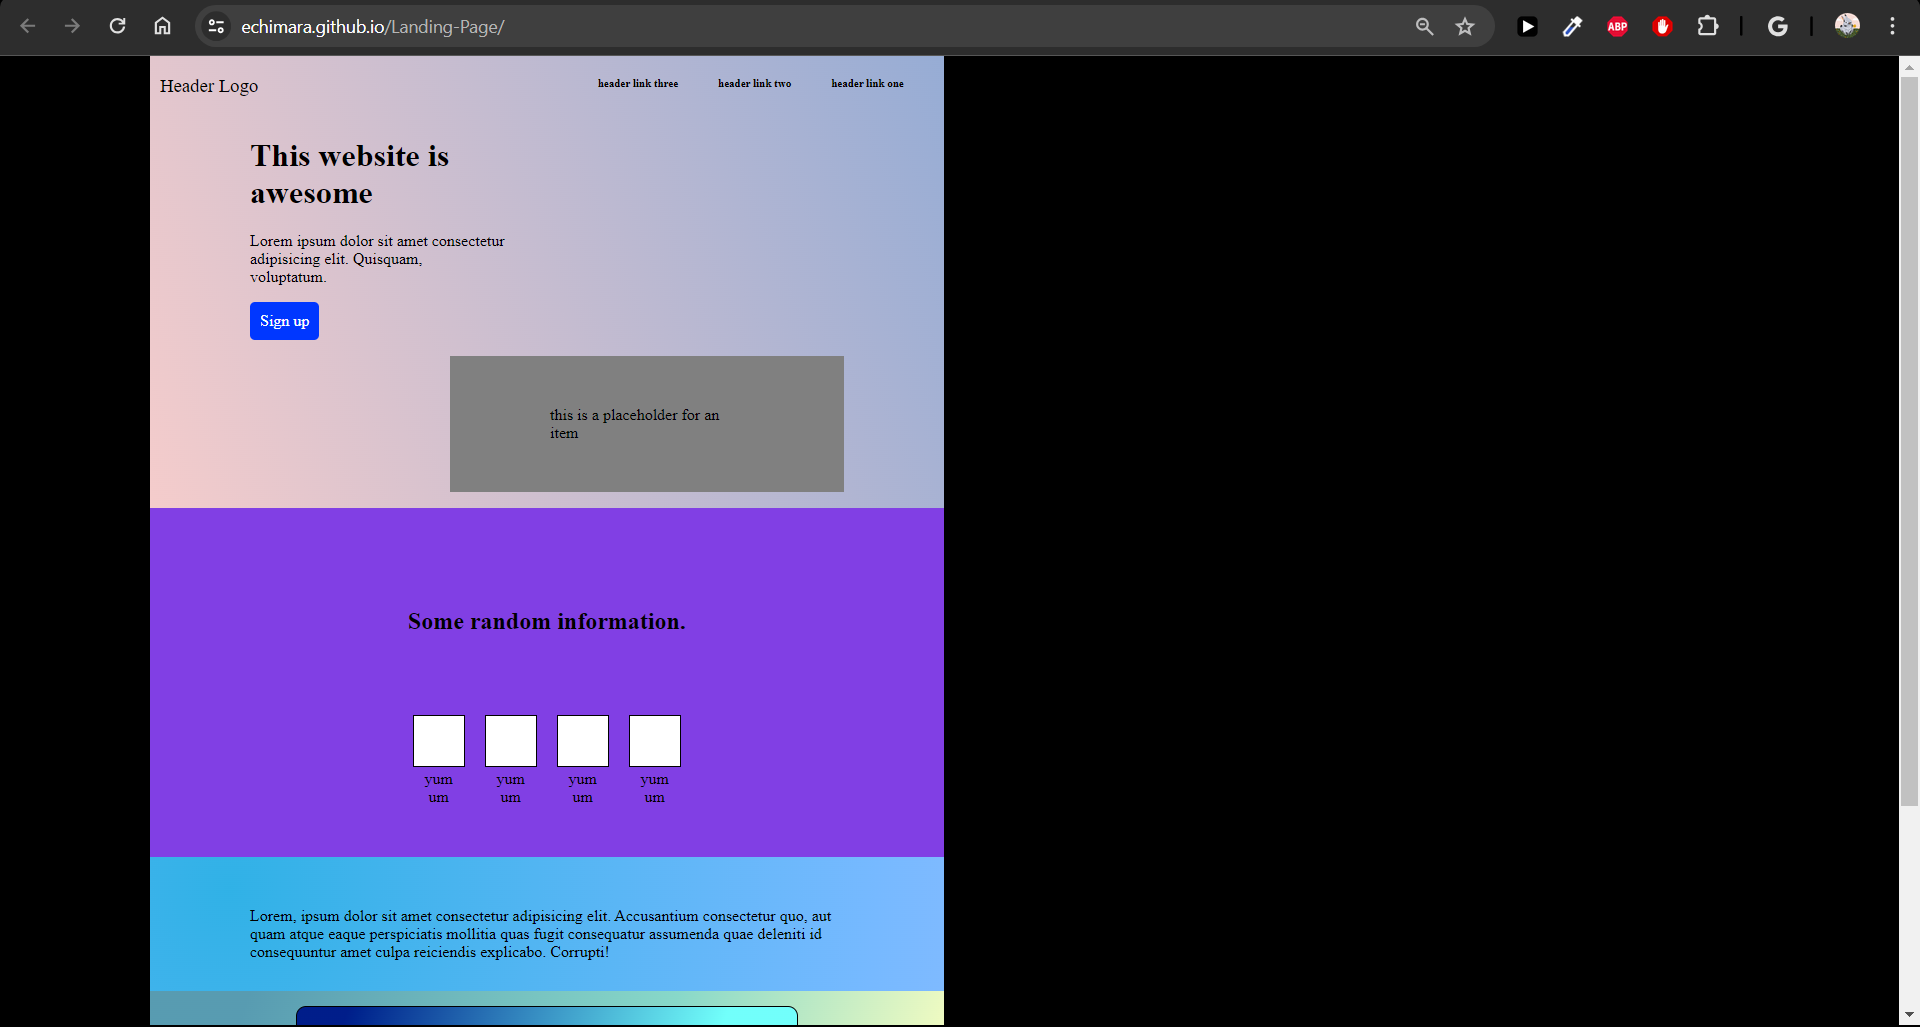 echimara.github.io/Landing-Page/
ABP
G
Header Logo
header link three
header link two
header link one
This website is
awesome
Lorem ipsum dolor sit amet consectetur
adipisicing elit. Quisquam,
voluptatum.
Sign up
this is a placeholder for an
item
Some random information.
yum
um
yum
um
yum
um
yum
um
Lorem, ipsum dolor sit amet consectetur adipisicing elit. Accusantium consectetur quo, aut
quam atque eaque perspiciatis mollitia quas fugit consequatur assumenda quae deleniti id
consequuntur amet culpa reiciendis explicabo. Corrupti!